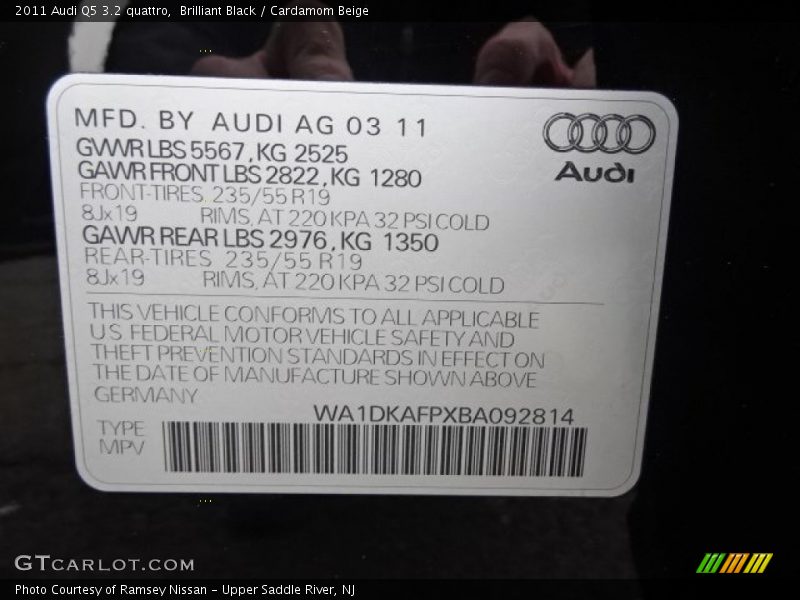 2011 Audi Q5 3.2 quattro,  Brilliant Black / Cardamom Beige
MFD. BY AUDI AG 03 11
GVWR LBS 5567, KG 2525
GAWR FRONT LBS 2822, KG 1280
FRONT-TIRES 235/55 R19
8Jx19 RIMS, AT 220 KPA 32 PSI COLD
GAWR REAR LBS 2976, KG 1350
REAR-TIRES 235/55 R19
8Jx19 RIMS, AT 220 KPA 32 PSI COLD
Audi
THIS VEHICLE CONFORMS TO ALL APPLICABLE
U.S. FEDERAL MOTOR VEHICLE SAFETY AND
THEFT PREVENTION STANDARDS IN EFFECT ON
THE DATE OF MANUFACTURE SHOWN ABOVE
GERMANY
WA1DKAFPXBA092814
TYPE
MPV
GTCARLOT.COM
Photo Courtesy of Ramsey Nissan - Upper Saddle River, NJ